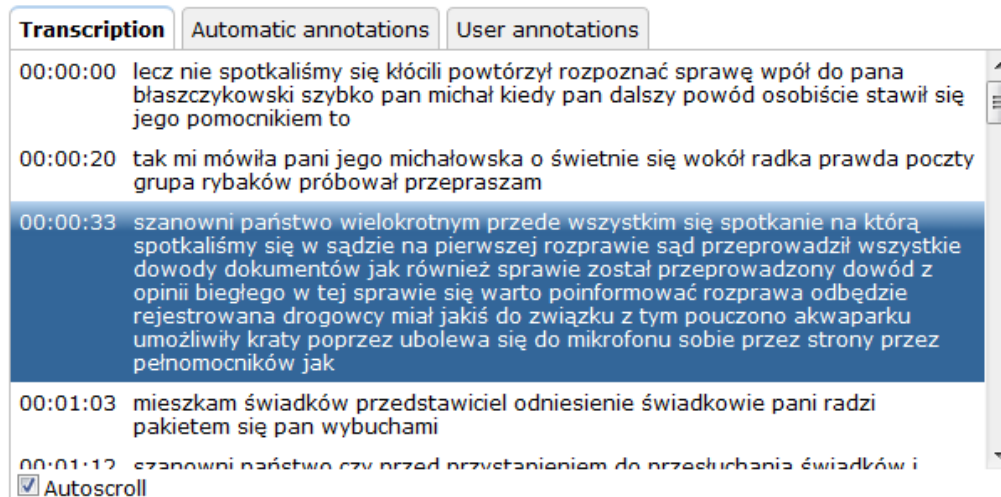 Transcription Automatic annotations User annotations
00:00:00 lecz nie spotkaliśmy się kłócili powtórzył rozpoznać sprawę wpół do pana
błaszczykowski szybko pan michał kiedy pan dalszy powód osobiście stawił się
jego pomocnikiem to
00:00:20 tak mi mówiła pani jego michałowska o świetnie się wokół radka prawda poczty
grupa rybaków próbował przepraszam
00:00:33 szanowni państwo wielokrotnym przede wszystkim się spotkanie na którą
spotkaliśmy się w sądzie na pierwszej rozprawie sąd przeprowadził wszystkie
dowody dokumentów jak również sprawie został przeprowadzony dowód z
opinii biegłego w tej sprawie się warto poinformować rozprawa odbędzie
rejestrowana drogowcy miał jakiś do związku z tym pouczono akwaparku
umożliwiły kraty poprzez ubolewa się do mikrofonu sobie przez strony przez
pełnomocników jak
00:01:03 mieszkam świadków przedstawiciel odniesienie świadkowie pani radzi
pakietem się pan wybuchami
00:01:12 szanowni państwo czy przed przystąpieniem do przesłuchania świadków i
Autoscroll